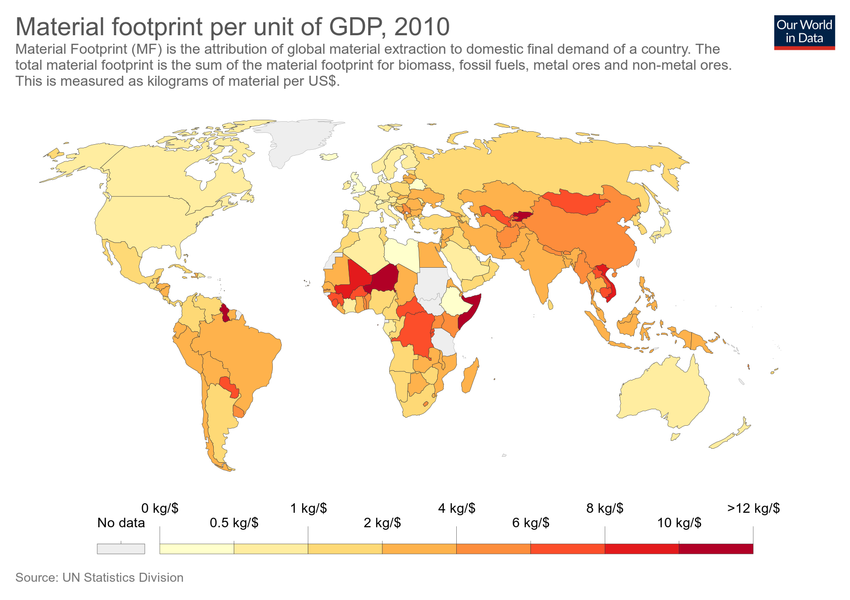 Material footprint per unit of GDP, 2010
Our World
in Data
Material Footprint (MF) is the attribution of global material extraction to domestic final demand of a country. The
total material footprint is the sum of the material footprint for biomass, fossil fuels, metal ores and non-metal ores.
This is measured as kilograms of material per US$.
0 kg/$ 1 kg/$ 4 kg/$ 8 kg/$ >12 kg/$
No data 0.5 kg/$ 2 kg/$ 6 kg/$ 10 kg/$
Source: UN Statistics Division